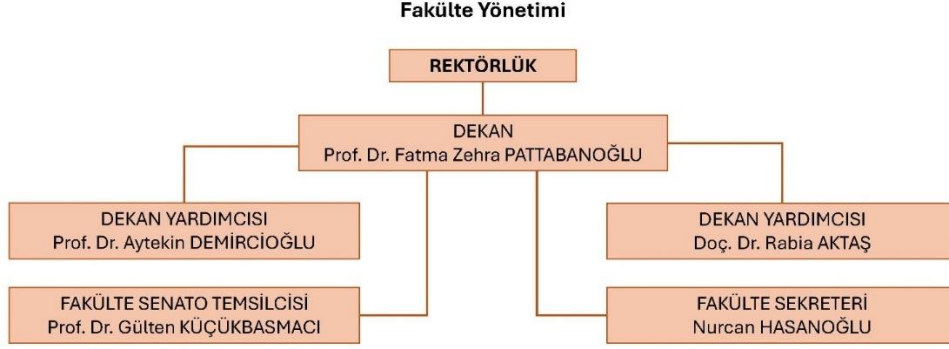 Fakülte Yönetimi
REKTÖRLÜK
DEKAN
Prof. Dr. Fatma Zehra PATTABANOĞLU
DEKAN YARDIMCISI
Prof. Dr. Aytekin DEMİRCİOĞLU
DEKAN YARDIMCISI
Doç. Dr. Rabia AKTAŞ
FAKÜLTE SENATO TEMSİLCİSİ
Prof. Dr. Gülten KÜÇÜKBASMACI
FAKÜLTE SEKRETERİ
Nurcan HASANOĞLU